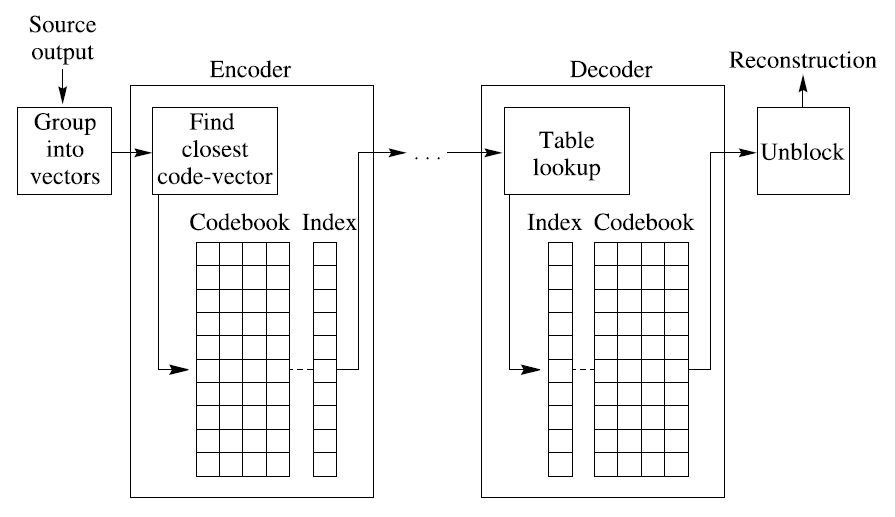 Source
output
Encoder
Decoder
Reconstruction
Group
into
vectors
Find
closest
code-vector
. . .
Table
lookup
Unblock
Codebook
Index
Index
Codebook